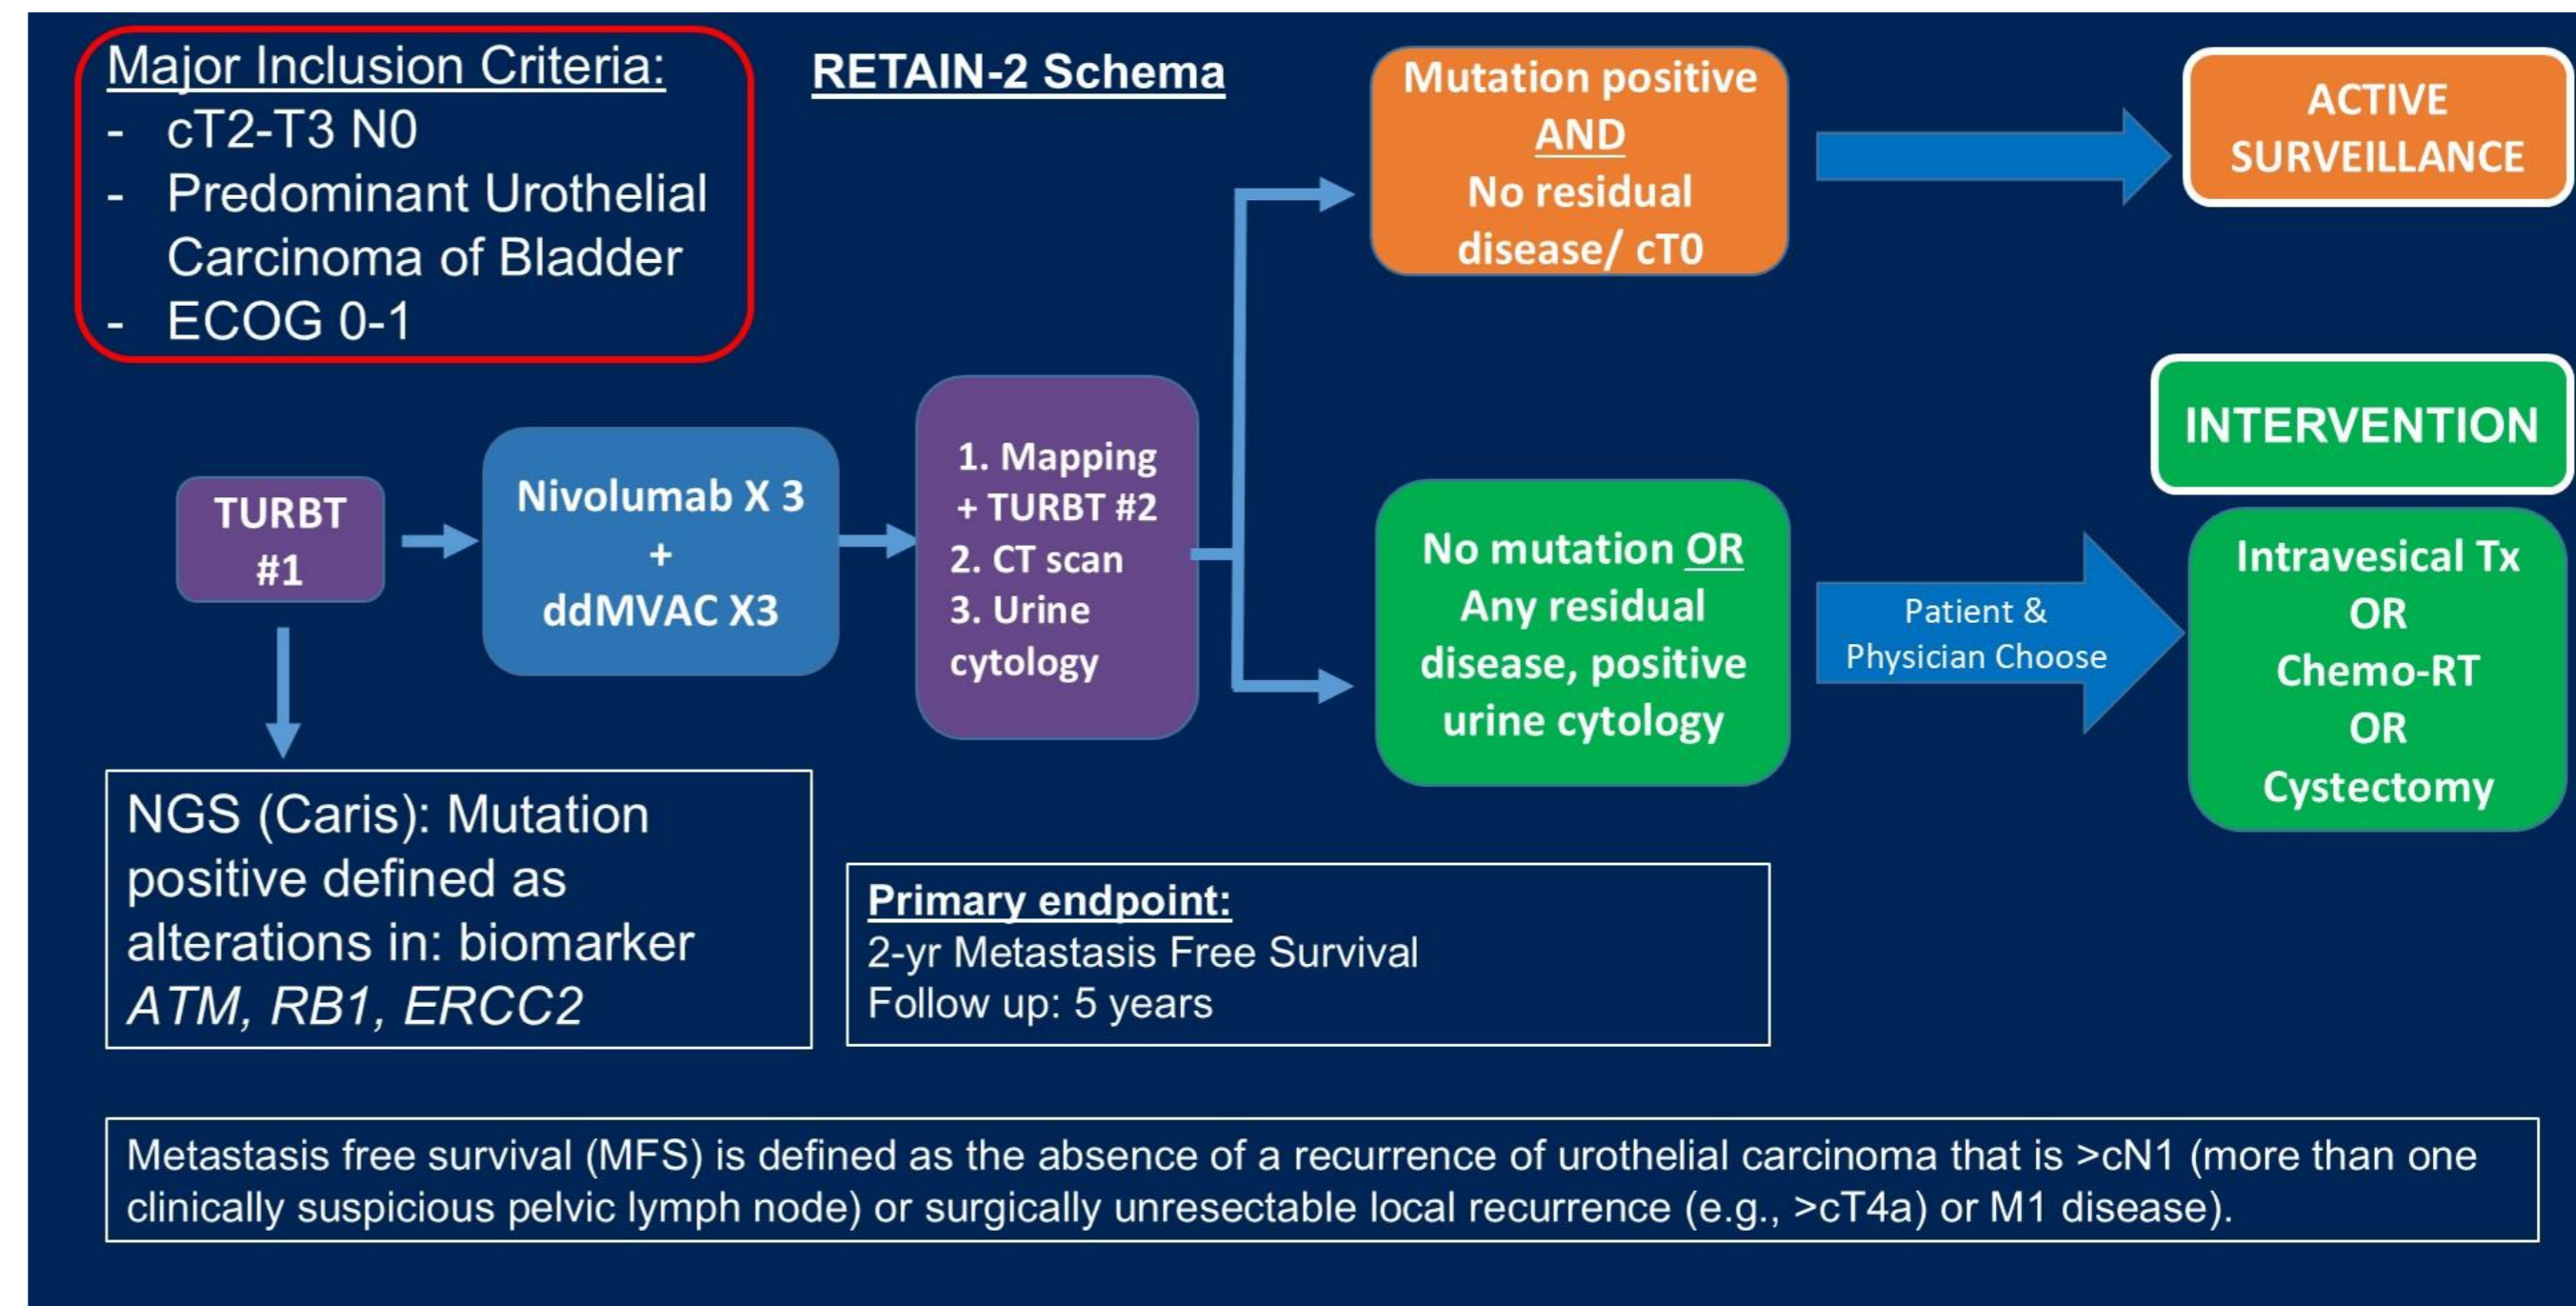 Major Inclusion Criteria:
- cT2-T3 N0
- Predominant Urothelial
Carcinoma of Bladder
- ECOG 0-1
RETAIN-2 Schema
TURBT
#1
Nivolumab X 3
+
ddMVAC X3
1. Mapping
+ TURBT #2
2. CT scan
3. Urine
cytology
Mutation positive
AND
No residual
disease/ cT0
ACTIVE
SURVEILLANCE
No mutation OR
Any residual
disease, positive
urine cytology
Patient &
Physician Choose
INTERVENTION
Intravesical Tx
OR
Chemo-RT
OR
Cystectomy
NGS (Caris): Mutation
positive defined as
alterations in: biomarker
ATM, RB1, ERCC2
Primary endpoint:
2-yr Metastasis Free Survival
Follow up: 5 years
Metastasis free survival (MFS) is defined as the absence of a recurrence of urothelial carcinoma that is >cN1 (more than one
clinically suspicious pelvic lymph node) or surgically unresectable local recurrence (e.g., >cT4a) or M1 disease).